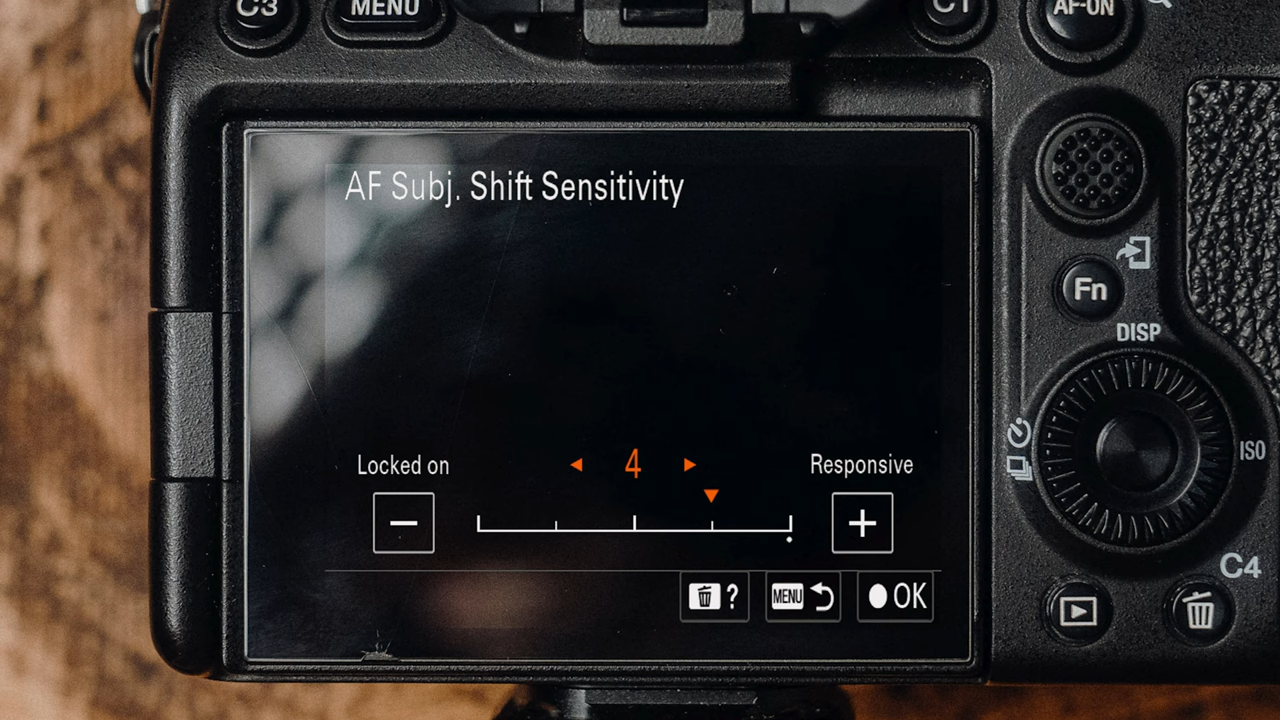 C3
MENU
C1
AF-ON
AF Subj. Shift Sensitivity
Fn
DISP
Locked on
4
Responsive
ISO
?
MENU
OK
C4